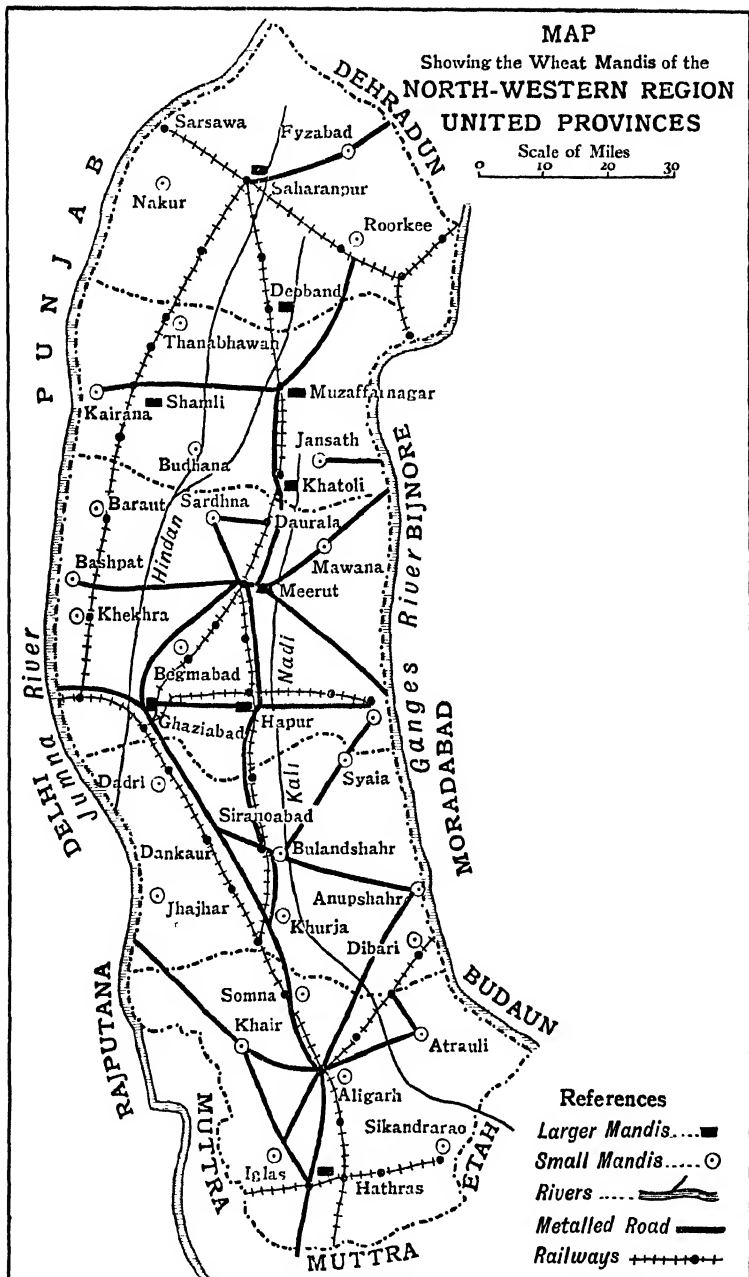 MAP
Showing the Wheat Mandis of the
NORTH-WESTERN REGION
UNITED PROVINCES
Scale of Miles
0 10 20 30
DEHRADUN
Sarsawa
Fyzabad
Saharanpur
Nakur
Roorkee
PUNJAB
Deoband
Thanabhawan
Kairana
Shamli
Muzaffarnagar
Jansath
Budhana
Khatoli
BIJNORE
Baraut
Sardhna
Daurala
Hindan
Mawana
Bashpat
Meerut
Khekhra
Ganges River
Jumna River
Nadi
Begmabad
Ghaziabad
Hapur
Syaia
DELHI
Dadri
Kali
MORADABAD
Siranoabad
Dankaur
Bulandshahr
Jhajhar
Anupshahr
Khurja
Dibari
RAJPUTANA
Somna
BUDAUN
Khair
Atrauli
Aligarh
MUTTRA
Sikandrarao
ETAH
Iglas
Hathras
MUTTRA
References
Larger Mandis....
Small Mandis.....
Rivers ....
Metalled Road
Railways